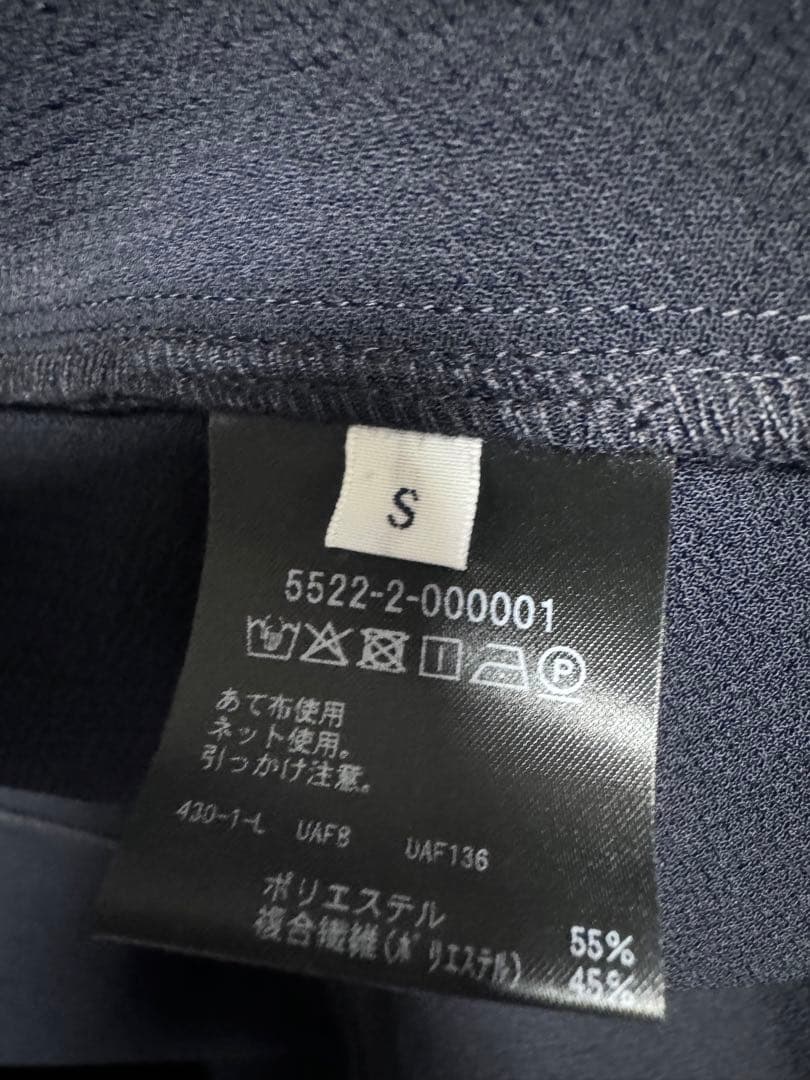 S
5522-2-000001
P
あて布使用
ネット使用。
引っかけ注意。
430-1-L UAF8 UAF136
ポリエステル 55%
複合繊維(ﾎﾟﾘｴｽﾃﾙ) 45%